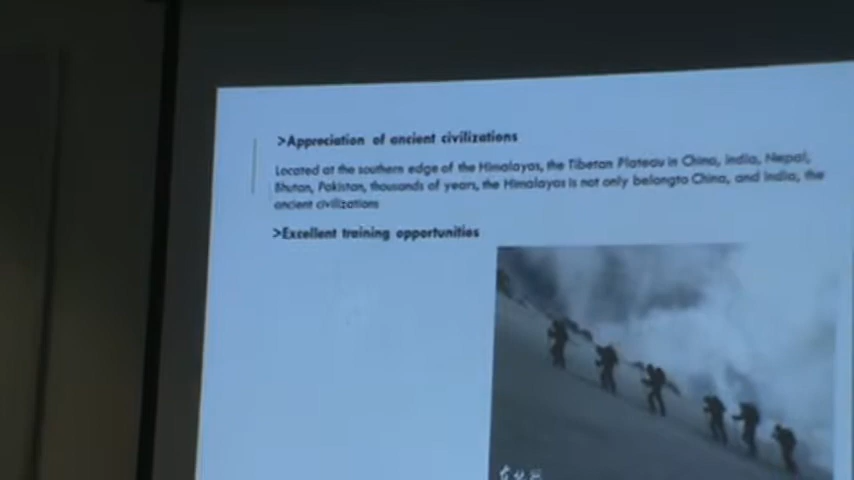 >Appreciation of ancient civilizations
Located at the southern edge of the Himalayas, the Tibetan Plateau in China, India, Nepal,
Bhutan, Pakistan, thousands of years, the Himalayas is not only belongto China, and India, the
ancient civilizations
>Excellent training opportunities